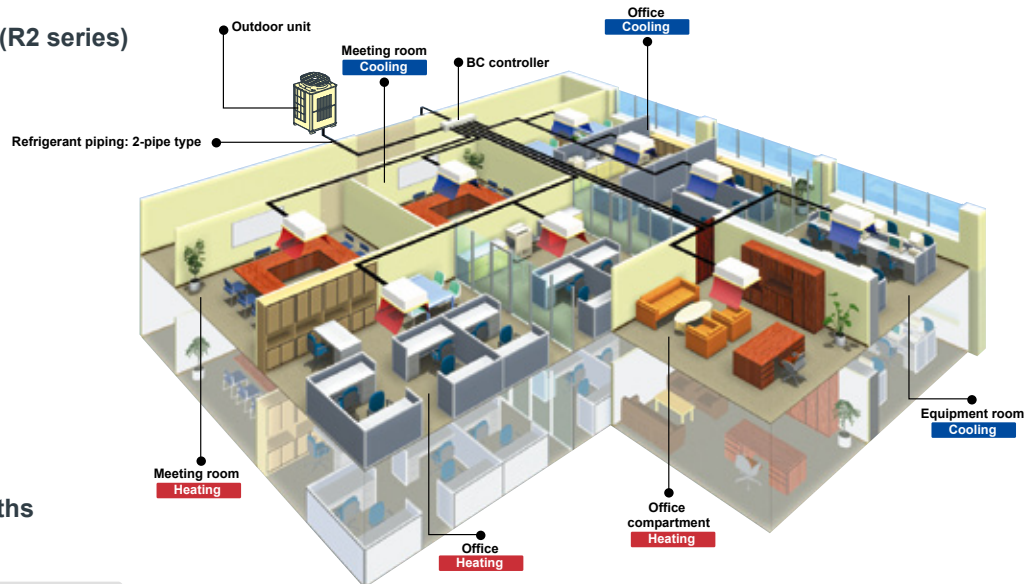 (R2 series)
Outdoor unit
Office
Cooling
Meeting room
Cooling
BC controller
Refrigerant piping: 2-pipe type
Equipment room
Cooling
Meeting room
Heating
Office
compartment
Heating
ths
Office
Heating